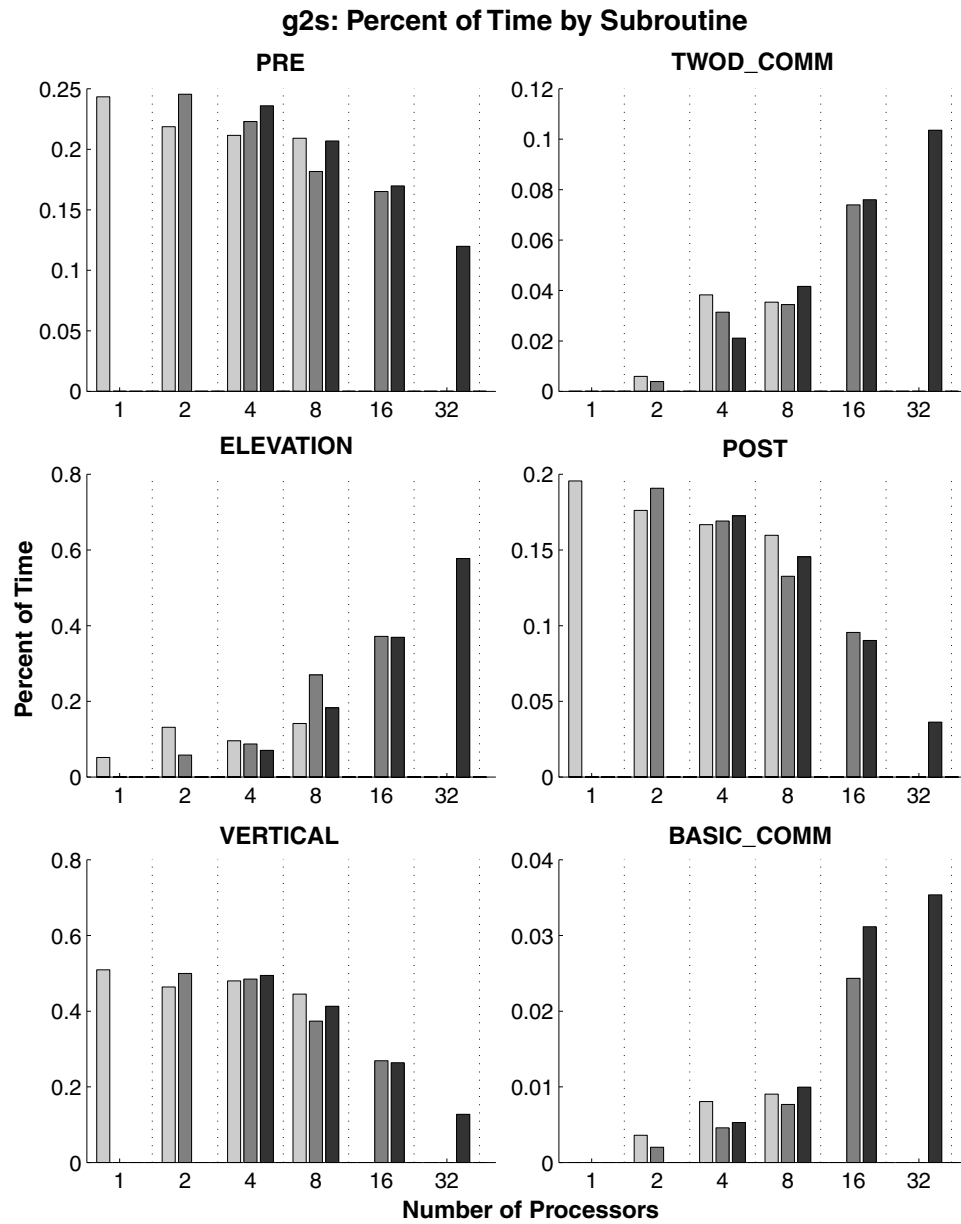 g2s: Percent of Time by Subroutine
PRE
0.25
0.2
0.15
0.1
0.05
0
1 2 4 8 16 32
TWOD_COMM
0.12
0.1
0.08
0.06
0.04
0.02
0
1 2 4 8 16 32
ELEVATION
0.8
0.6
0.4
0.2
0
1 2 4 8 16 32
Percent of Time
POST
0.2
0.15
0.1
0.05
0
1 2 4 8 16 32
VERTICAL
0.8
0.6
0.4
0.2
0
1 2 4 8 16 32
BASIC_COMM
0.04
0.03
0.02
0.01
0
1 2 4 8 16 32
Number of Processors